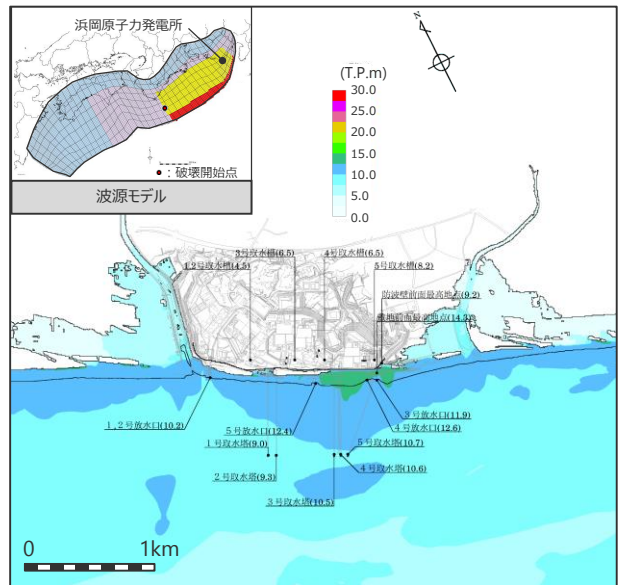 浜岡原子力発電所
●：破壊開始点
波源モデル
N
(T.P.m)
30.0
25.0
20.0
15.0
10.0
5.0
0.0
3号取水槽(6.5)
4号取水槽(6.5)
1,2号取水槽(4.5)
5号取水槽(8.2)
防波壁前面最高地点(9.2)
敷地前面最高地点(14.3)
1,2号放水口(10.2)
5号放水口(12.4)
3号放水口(11.9)
4号放水口(12.6)
1号取水塔(9.0)
5号取水塔(10.7)
2号取水塔(9.3)
4号取水塔(10.6)
3号取水塔(10.5)
0 1km